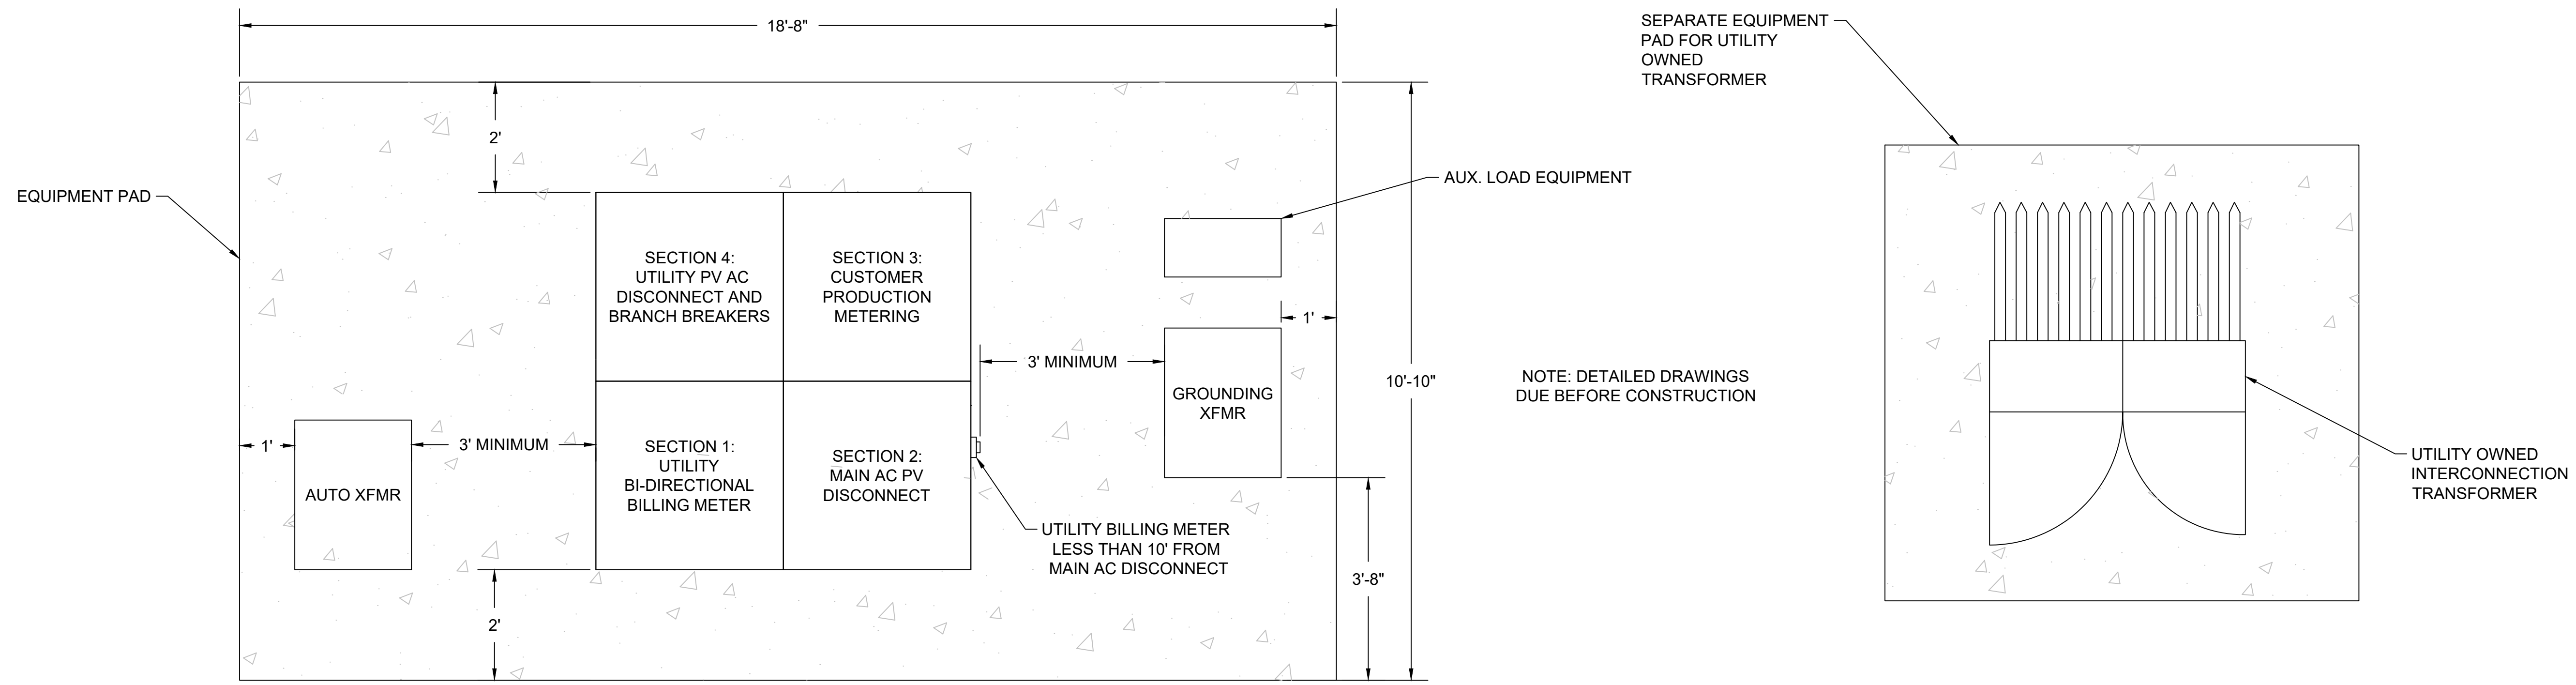 18'-8"
SEPARATE EQUIPMENT
PAD FOR UTILITY
OWNED
TRANSFORMER
2'
EQUIPMENT PAD
AUX. LOAD EQUIPMENT
SECTION 4:
UTILITY PV AC
DISCONNECT AND
BRANCH BREAKERS
SECTION 3:
CUSTOMER
PRODUCTION
METERING
1'
3' MINIMUM
10'-10"
NOTE: DETAILED DRAWINGS
DUE BEFORE CONSTRUCTION
GROUNDING
XFMR
1'
3' MINIMUM
AUTO XFMR
SECTION 1:
UTILITY
BI-DIRECTIONAL
BILLING METER
SECTION 2:
MAIN AC PV
DISCONNECT
UTILITY OWNED
INTERCONNECTION
TRANSFORMER
UTILITY BILLING METER
LESS THAN 10' FROM
MAIN AC DISCONNECT
3'-8"
2'